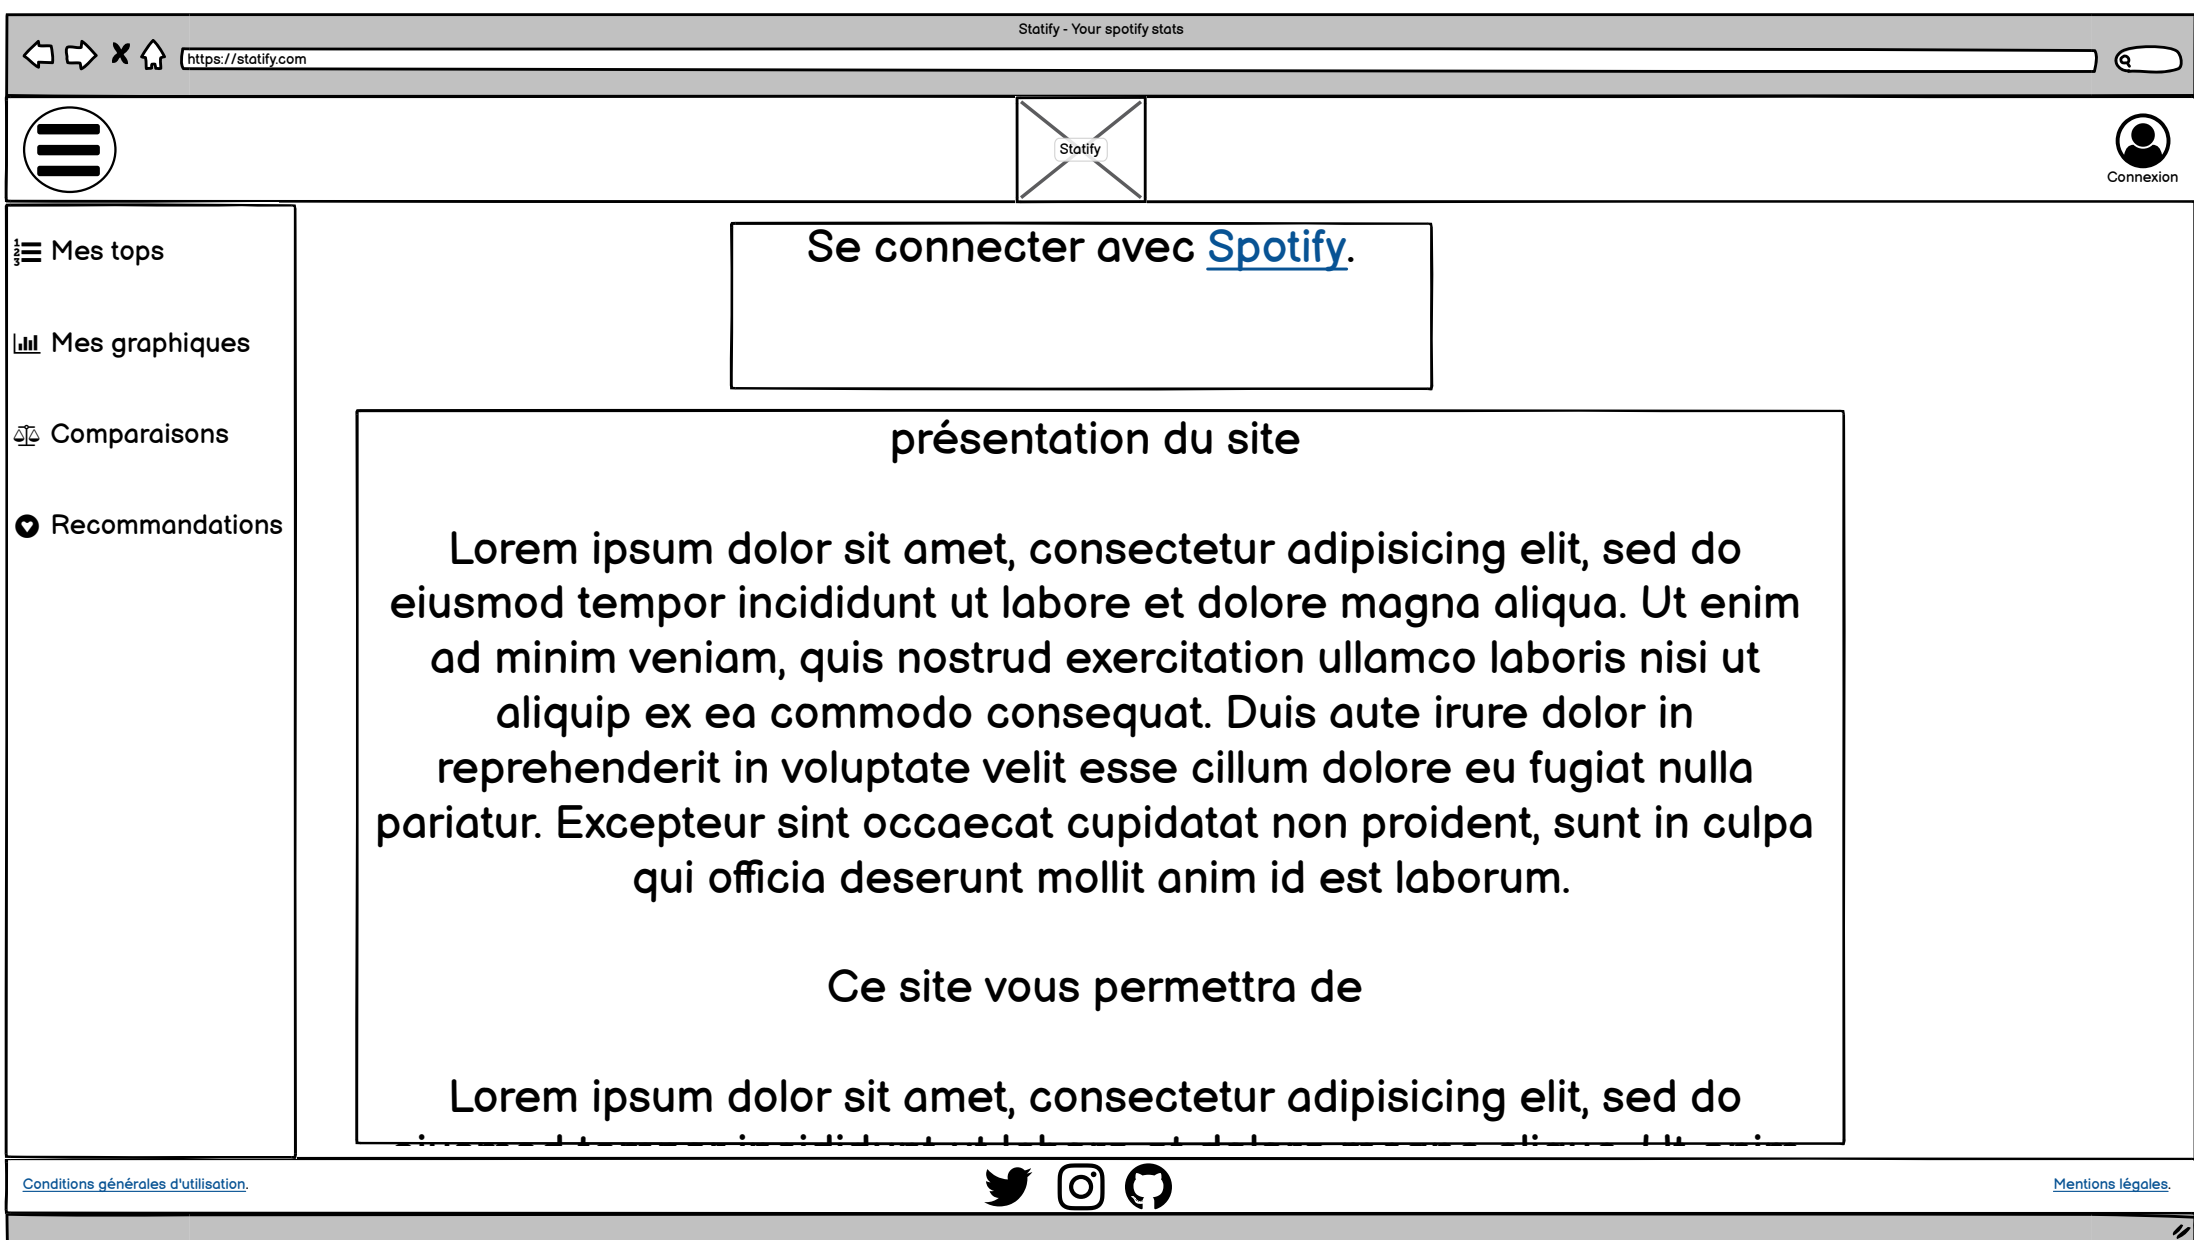 Statify - Your spotify stats
https://statify.com
Statify
Connexion
Mes tops
Mes graphiques
Comparaisons
Recommandations
Se connecter avec Spotify.
présentation du site
Lorem ipsum dolor sit amet, consectetur adipisicing elit, sed do
eiusmod tempor incididunt ut labore et dolore magna aliqua. Ut enim
ad minim veniam, quis nostrud exercitation ullamco laboris nisi ut
aliquip ex ea commodo consequat. Duis aute irure dolor in
reprehenderit in voluptate velit esse cillum dolore eu fugiat nulla
pariatur. Excepteur sint occaecat cupidatat non proident, sunt in culpa
qui officia deserunt mollit anim id est laborum.
Ce site vous permettra de
Lorem ipsum dolor sit amet, consectetur adipisicing elit, sed do
Conditions générales d'utilisation.
Mentions légales.